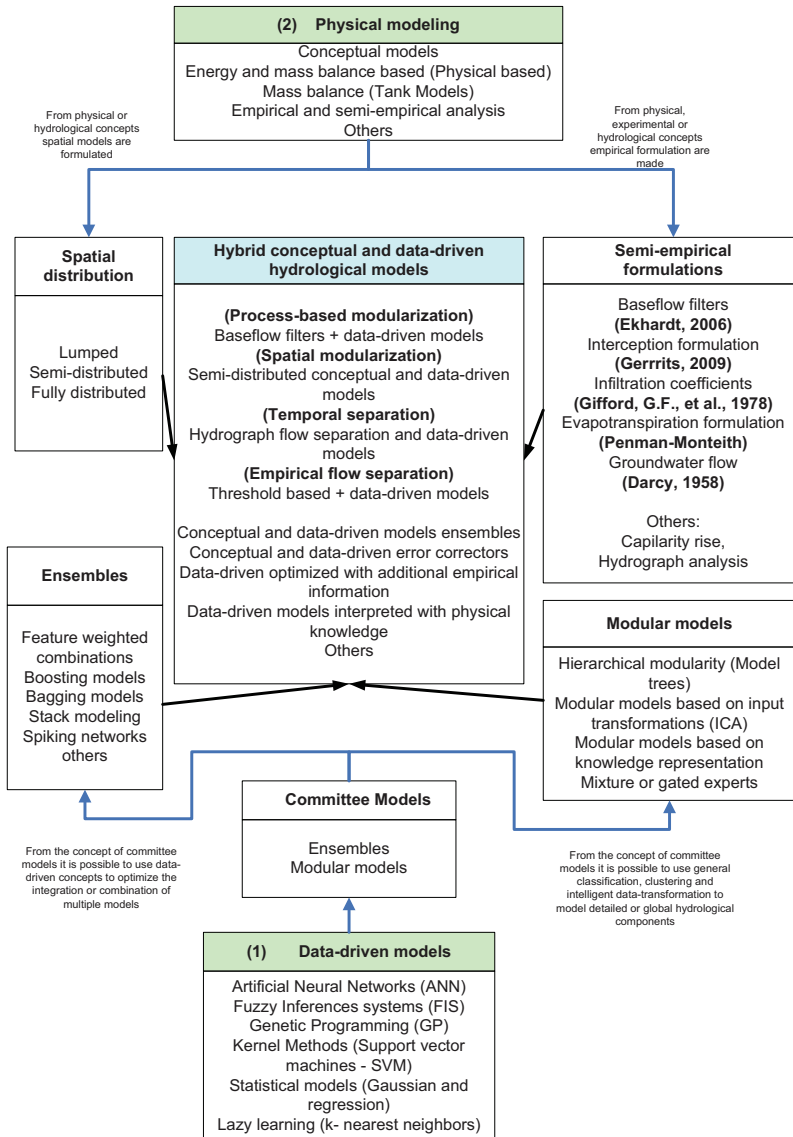 (2) Physical modeling
Conceptual models
Energy and mass balance based (Physical based)
Mass balance (Tank Models)
Empirical and semi-empirical analysis
Others
From physical or
hydrological concepts
spatial models are
formulated
From physical,
experimental or
hydrological concepts
empirical formulation are
made
Spatial
distribution
Lumped
Semi-distributed
Fully distributed
Hybrid conceptual and data-driven
hydrological models
(Process-based modularization)
Baseflow filters + data-driven models
(Spatial modularization)
Semi-distributed conceptual and data-driven
models
(Temporal separation)
Hydrograph flow separation and data-driven
models
(Empirical flow separation)
Threshold based + data-driven models
Conceptual and data-driven models ensembles
Conceptual and data-driven error correctors
Data-driven optimized with additional empirical
information
Data-driven models interpreted with physical
knowledge
Others
Semi-empirical
formulations
Baseflow filters
(Ekhardt, 2006)
Interception formulation
(Gerrrits, 2009)
Infiltration coefficients
(Gifford, G.F., et al., 1978)
Evapotranspiration formulation
(Penman-Monteith)
Groundwater flow
(Darcy, 1958)
Others:
Capilarity rise,
Hydrograph analysis
Ensembles
Feature weighted
combinations
Boosting models
Bagging models
Stack modeling
Spiking networks
others
Modular models
Hierarchical modularity (Model
trees)
Modular models based on input
transformations (ICA)
Modular models based on
knowledge representation
Mixture or gated experts
Committee Models
Ensembles
Modular models
From the concept of committee
models it is possible to use data-
driven concepts to optimize the
integration or combination of
multiple models
From the concept of committee
models it is possible to use general
classification, clustering and
intelligent data-transformation to
model detailed or global hydrological
components
(1) Data-driven models
Artificial Neural Networks (ANN)
Fuzzy Inferences systems (FIS)
Genetic Programming (GP)
Kernel Methods (Support vector
machines - SVM)
Statistical models (Gaussian and
regression)
Lazy learning (k- nearest neighbors)